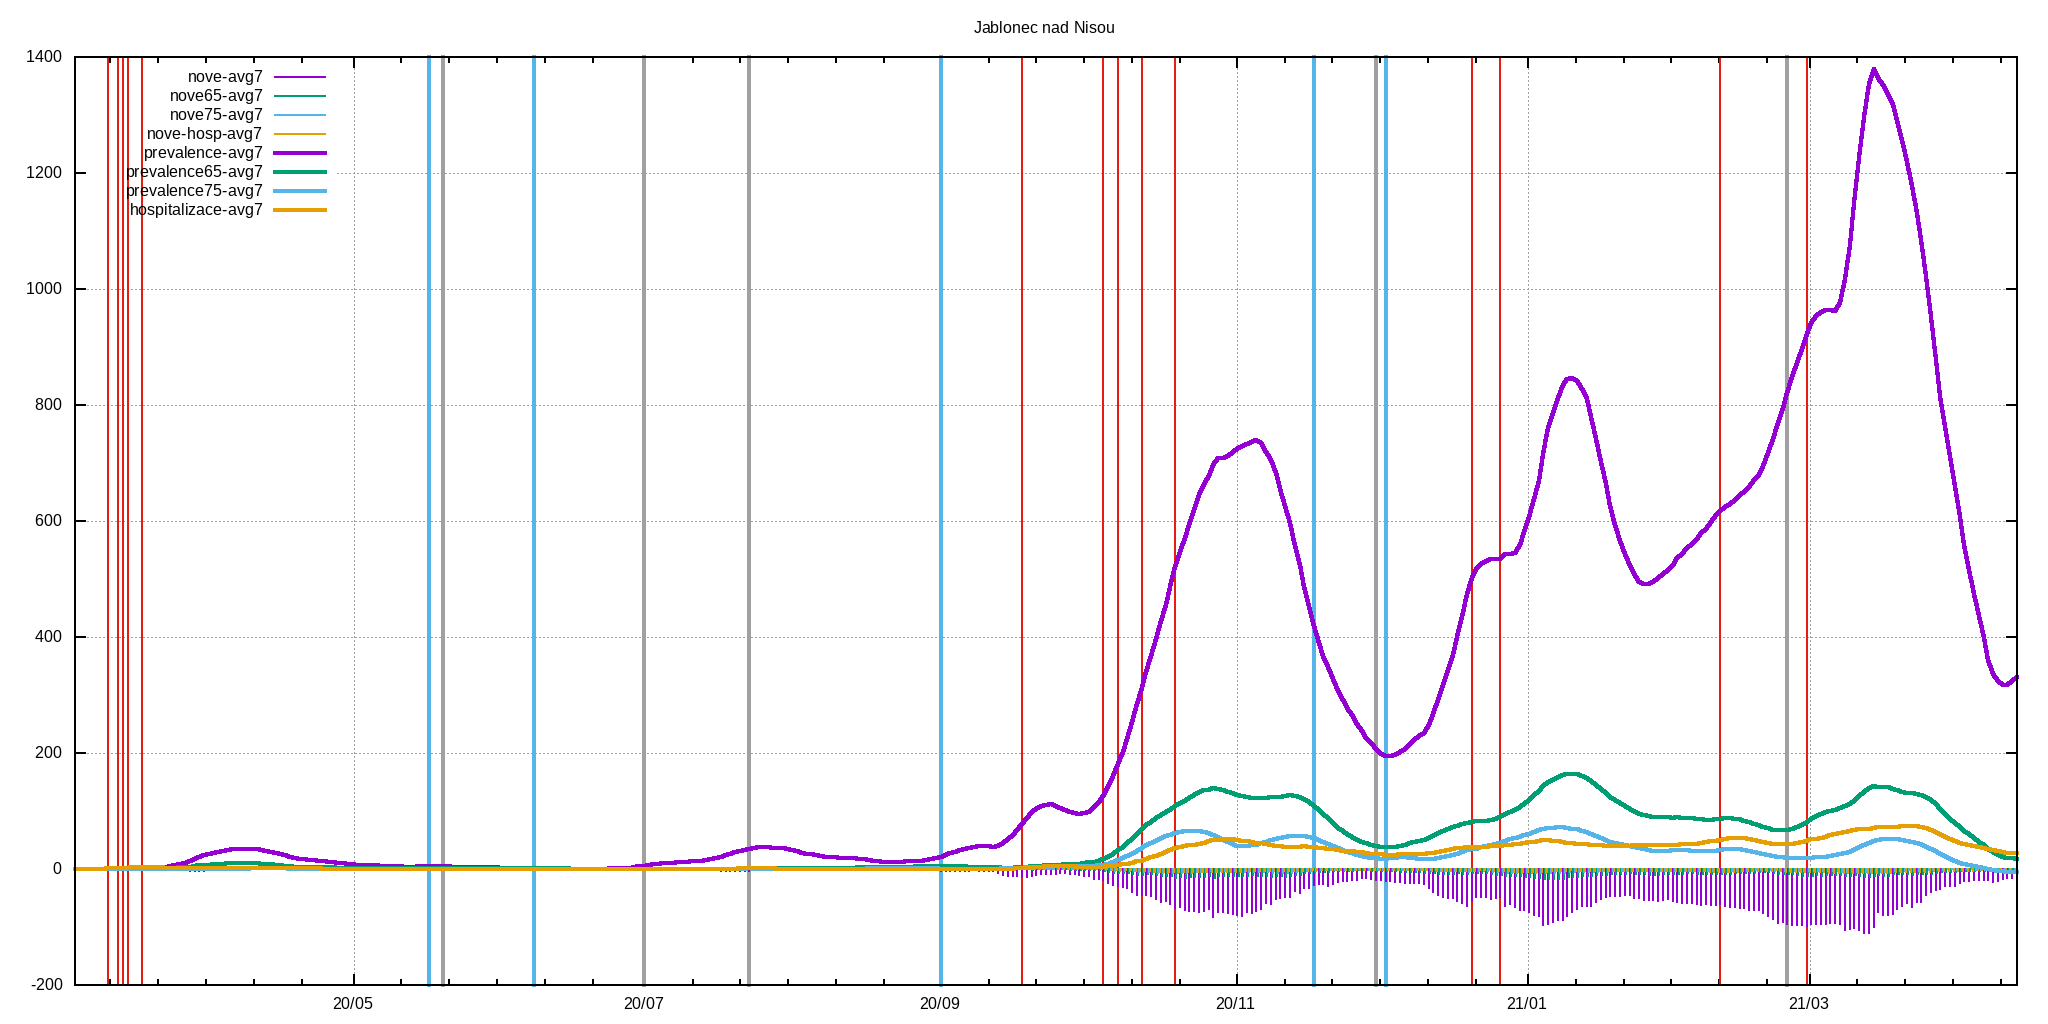 Jablonec nad Nisou
1400
1200
1000
800
600
400
200
0
-200
nove-avg7
nove65-avg7
nove75-avg7
nove-hosp-avg7
prevalence-avg7
prevalence65-avg7
prevalence75-avg7
hospitalizace-avg7
20/05 20/07 20/09 20/11 21/01 21/03